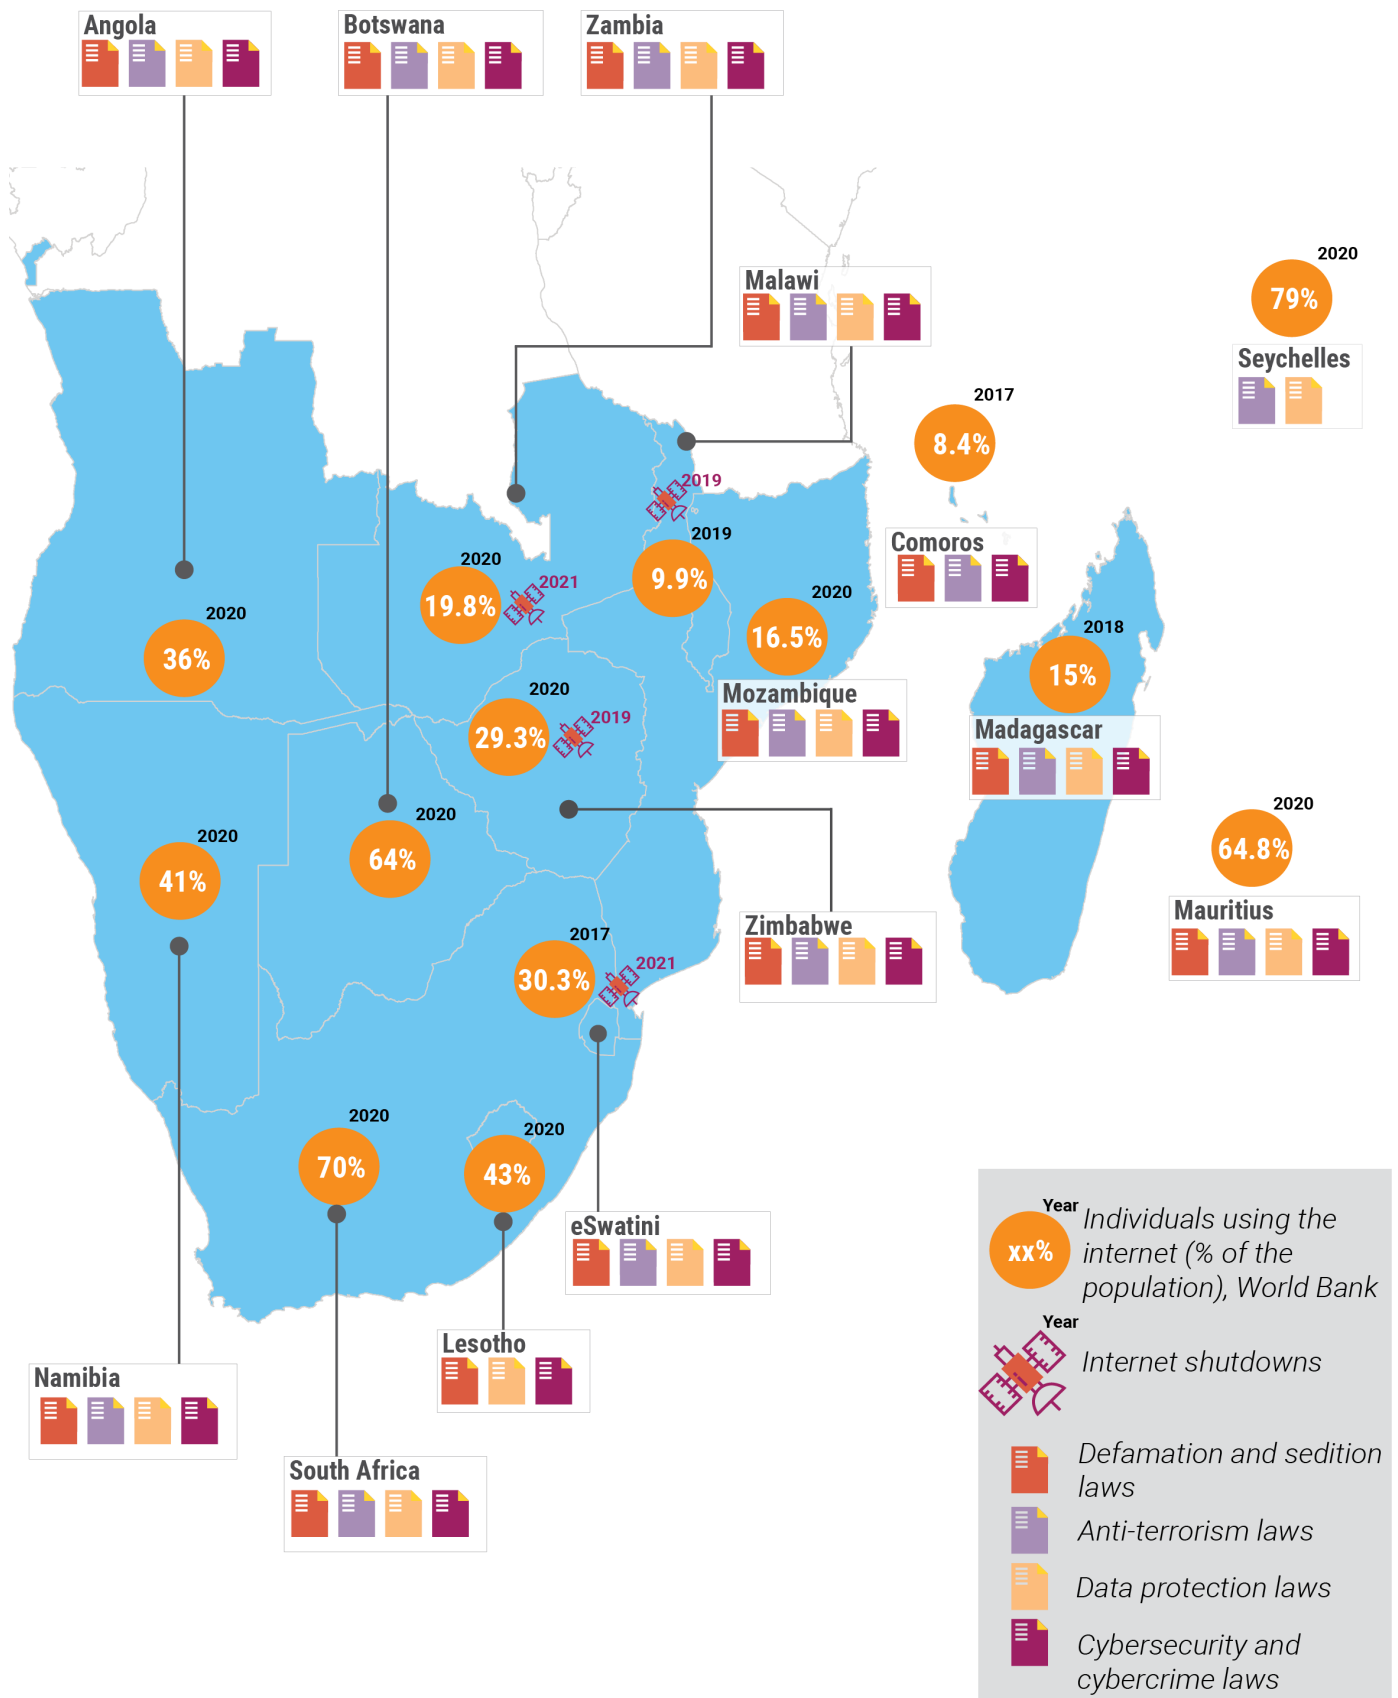 Angola
Botswana
Zambia
Malawi
2020
79%
Seychelles
2017
8.4%
Comoros
2019
2019
9.9%
2020
19.8%
2021
2020
16.5%
Mozambique
2020
36%
2018
15%
Madagascar
2020
29.3%
2019
2020
64%
2020
41%
2020
64.8%
Mauritius
Zimbabwe
2017
30.3%
2021
2020
70%
2020
43%
eSwatini
Lesotho
Namibia
South Africa
Year
xx%
Individuals using the
internet (% of the
population), World Bank
Year
Internet shutdowns
Defamation and sedition
laws
Anti-terrorism laws
Data protection laws
Cybersecurity and
cybercrime laws